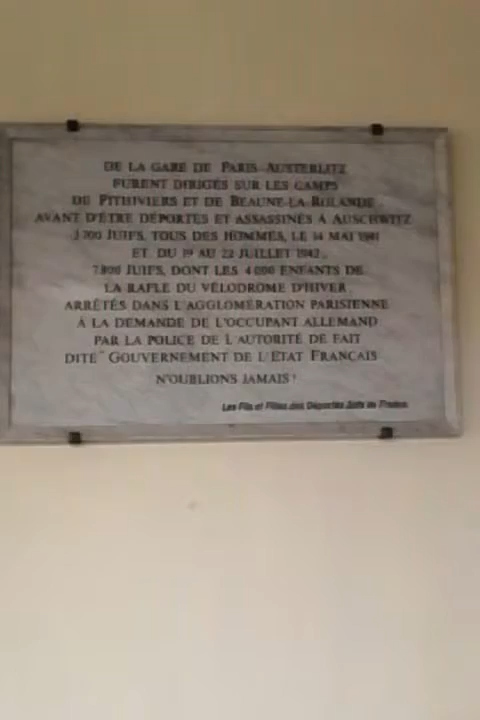 DE LA GARE DE PARIS-AUSTERLITZ
FURENT DIRIGÉS SUR LES CAMPS
DE PITHIVIERS ET DE BEAUNE-LA-ROLANDE
AVANT D'ÊTRE DÉPORTÉS ET ASSASSINÉS À AUSCHWITZ
3 700 JUIFS, TOUS DES HOMMES, LE 14 MAI 1941
ET, DU 19 AU 22 JUILLET 1942,
7 800 JUIFS, DONT LES 4 000 ENFANTS DE
LA RAFLE DU VÉLODROME D'HIVER
ARRÊTÉS DANS L'AGGLOMÉRATION PARISIENNE
À LA DEMANDE DE L'OCCUPANT ALLEMAND
PAR LA POLICE DE L'AUTORITÉ DE FAIT
DITE " GOUVERNEMENT DE L'ÉTAT FRANÇAIS
N'OUBLIONS JAMAIS !
Les Fils et Filles des Déportés Juifs de France